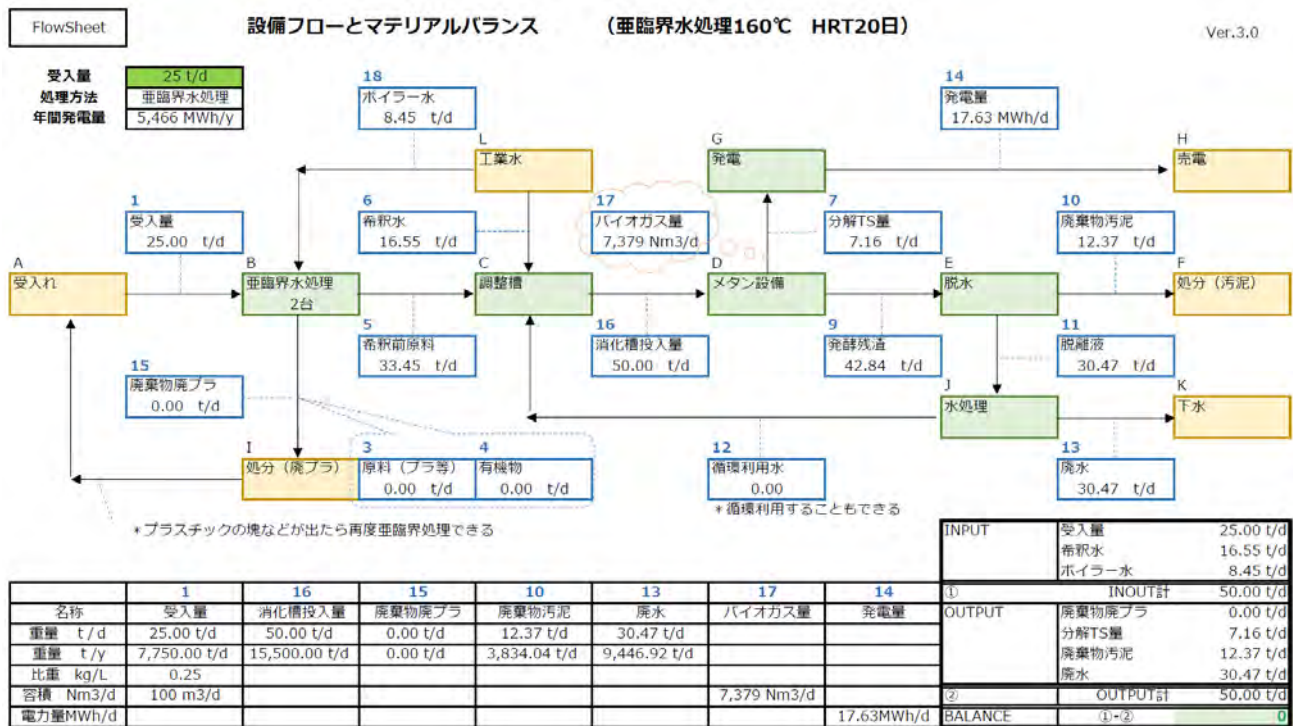 FlowSheet
設備フローとマテリアルバランス （亜臨界水処理160℃ HRT20日）
Ver.3.0
受入量 25 t/d
処理方法 亜臨界水処理
年間発電量 5,466 MWh/y
18
ボイラー水
8.45 t/d
14
発電量
17.63 MWh/d
L
工業水
G
発電
H
売電
1
受入量
25.00 t/d
6
希釈水
16.55 t/d
17
バイオガス量
7,379 Nm3/d
7
分解TS量
7.16 t/d
10
廃棄物汚泥
12.37 t/d
A
受入れ
B
亜臨界水処理
2台
C
調整槽
D
メタン設備
E
脱水
F
処分（汚泥）
5
希釈前原料
33.45 t/d
16
消化槽投入量
50.00 t/d
9
発酵残渣
42.84 t/d
11
脱離液
30.47 t/d
15
廃棄物廃プラ
0.00 t/d
J
水処理
K
下水
I
処分（廃プラ）
3
原料（プラ等）
0.00 t/d
4
有機物
0.00 t/d
12
循環利用水
0.00
13
廃水
30.47 t/d
＊循環利用することもできる
＊プラスチックの塊などが出たら再度亜臨界処理できる
INPUT 受入量 25.00 t/d
希釈水 16.55 t/d
ボイラー水 8.45 t/d
① INOUT計 50.00 t/d
OUTPUT 廃棄物廃プラ 0.00 t/d
分解TS量 7.16 t/d
廃棄物汚泥 12.37 t/d
廃水 30.47 t/d
② OUTPUT計 50.00 t/d
BALANCE ①-② 0
1 16 15 10 13 17 14
名称 受入量 消化槽投入量 廃棄物廃プラ 廃棄物汚泥 廃水 バイオガス量 発電量
重量 t/d 25.00 t/d 50.00 t/d 0.00 t/d 12.37 t/d 30.47 t/d
重量 t/y 7,750.00 t/d 15,500.00 t/d 0.00 t/d 3,834.04 t/d 9,446.92 t/d
比重 kg/L 0.25
容積 Nm3/d 100 m3/d 7,379 Nm3/d
電力量MWh/d 17.63MWh/d